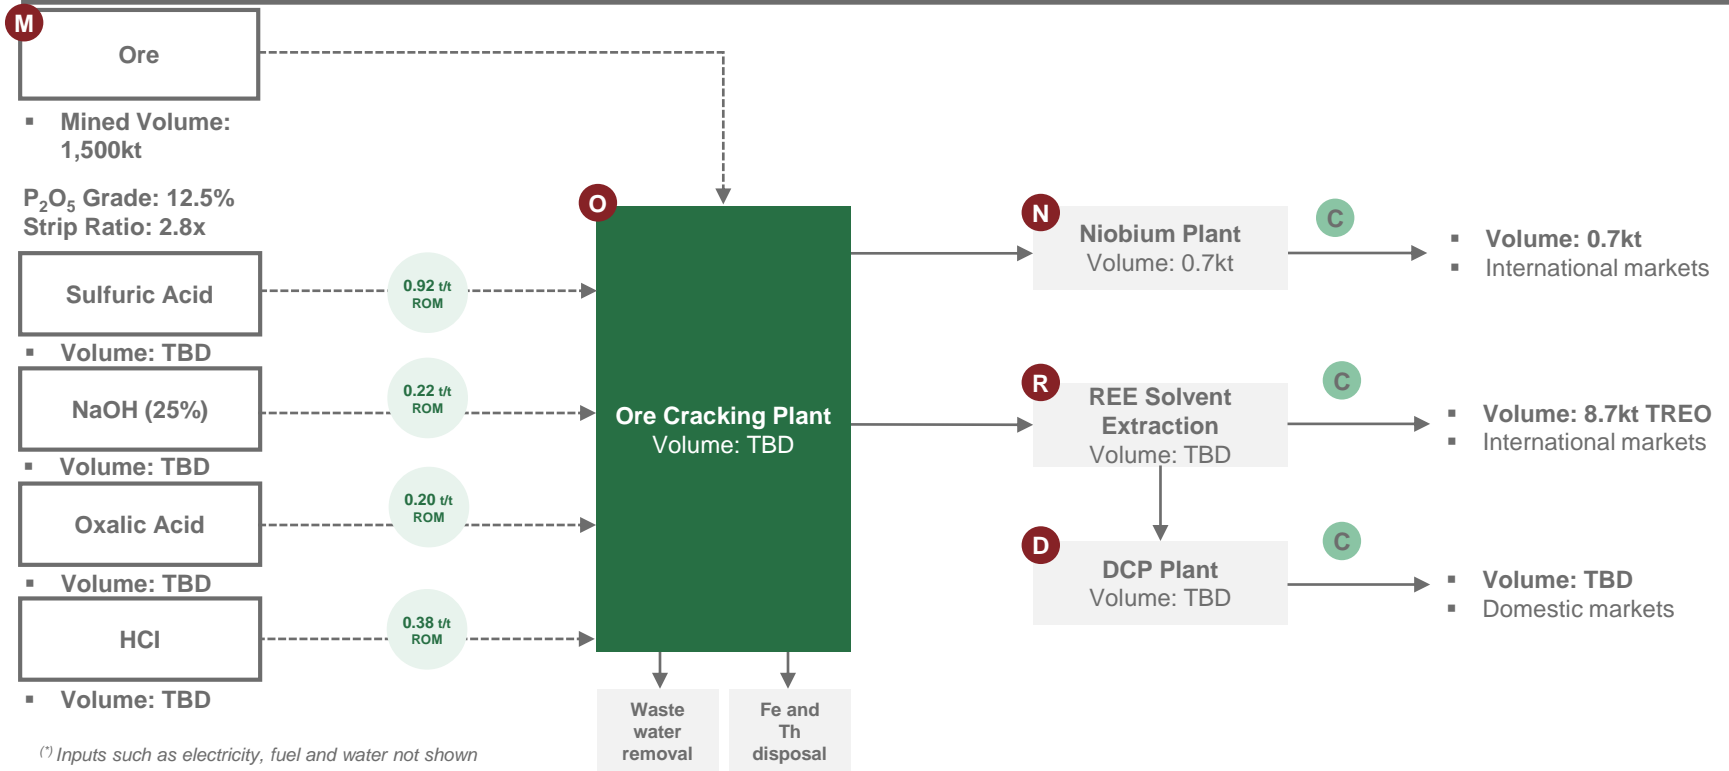 M
Ore
▪ Mined Volume:
1,500kt
P₂O₅ Grade: 12.5%
Strip Ratio: 2.8x
Sulfuric Acid
▪ Volume: TBD
NaOH (25%)
▪ Volume: TBD
Oxalic Acid
▪ Volume: TBD
HCl
▪ Volume: TBD
0.92 t/t
ROM
0.22 t/t
ROM
0.20 t/t
ROM
0.38 t/t
ROM
O
Ore Cracking Plant
Volume: TBD
Waste
water
removal
Fe and
Th
disposal
N
Niobium Plant
Volume: 0.7kt
C
▪ Volume: 0.7kt
▪ International markets
R
REE Solvent
Extraction
Volume: TBD
C
▪ Volume: 8.7kt TREO
▪ International markets
D
DCP Plant
Volume: TBD
C
▪ Volume: TBD
▪ Domestic markets
(*) Inputs such as electricity, fuel and water not shown